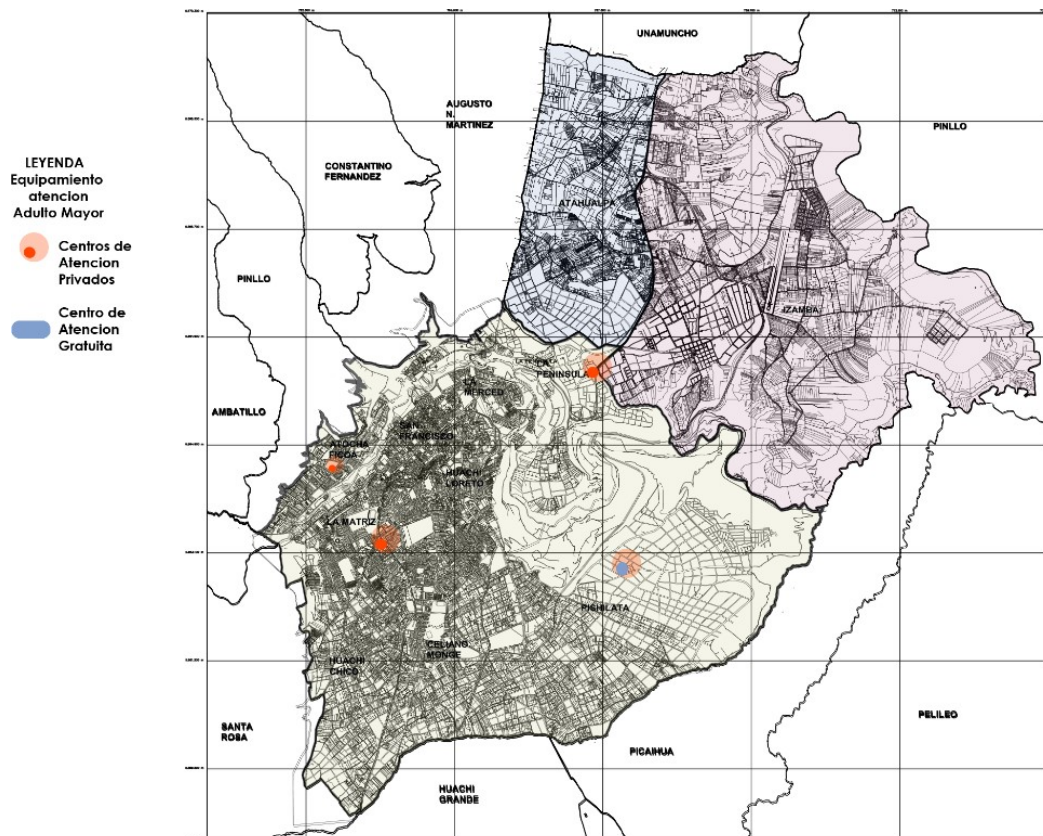 UNAMUNCHO
AUGUSTO
N.
MARTINEZ
PINLLO
LEYENDA
Equipamiento
atencion
Adulto Mayor
CONSTANTINO
FERNANDEZ
ATAHUALPA
Centros de
Atencion
Privados
PINLLO
Centro de
Atencion
Gratuita
IZAMBA
LA
PENINSULA
LA
MERCED
AMBATILLO
SAN
FRANCISCO
ATOCHA
FICOA
HUACHI
LORETO
LA MATRIZ
PISHILATA
CELIANO
MONGE
HUACHI
CHICO
SANTA
ROSA
PELILEO
PICAIHUA
HUACHI
GRANDE